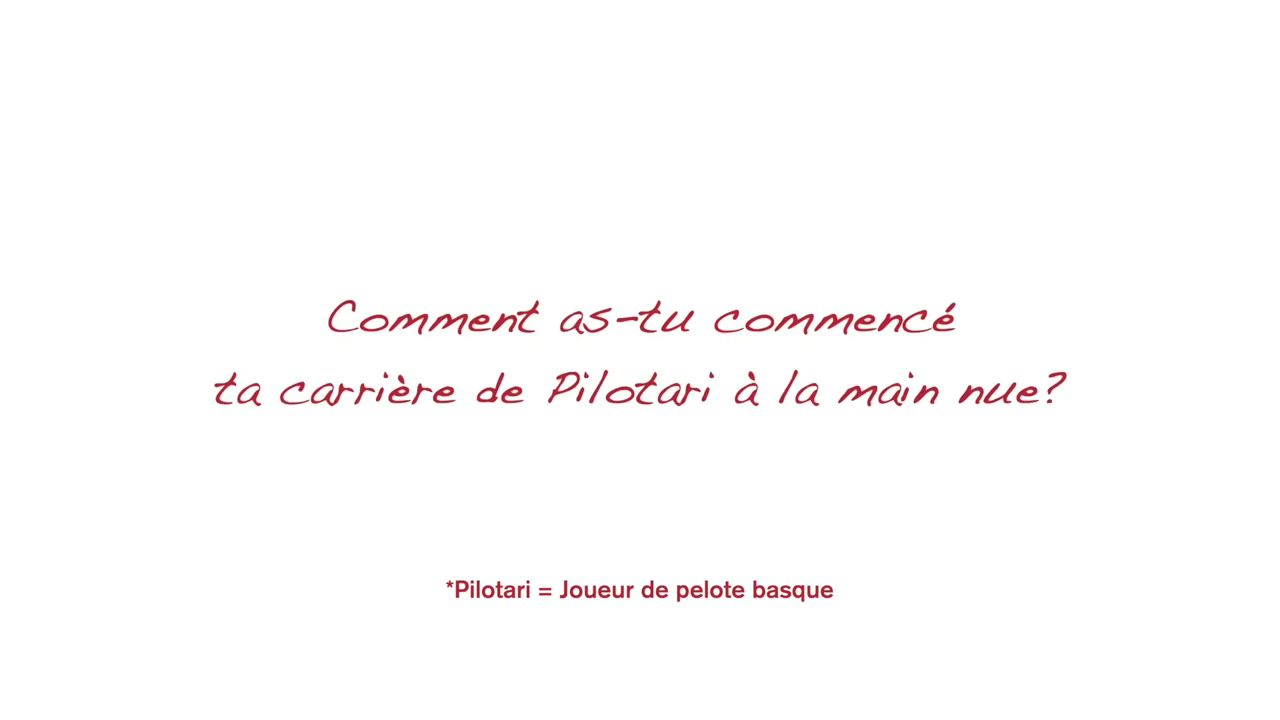 Comment as-tu commencé
ta carrière de Pilotari à la main nue?
*Pilotari = Joueur de pelote basque